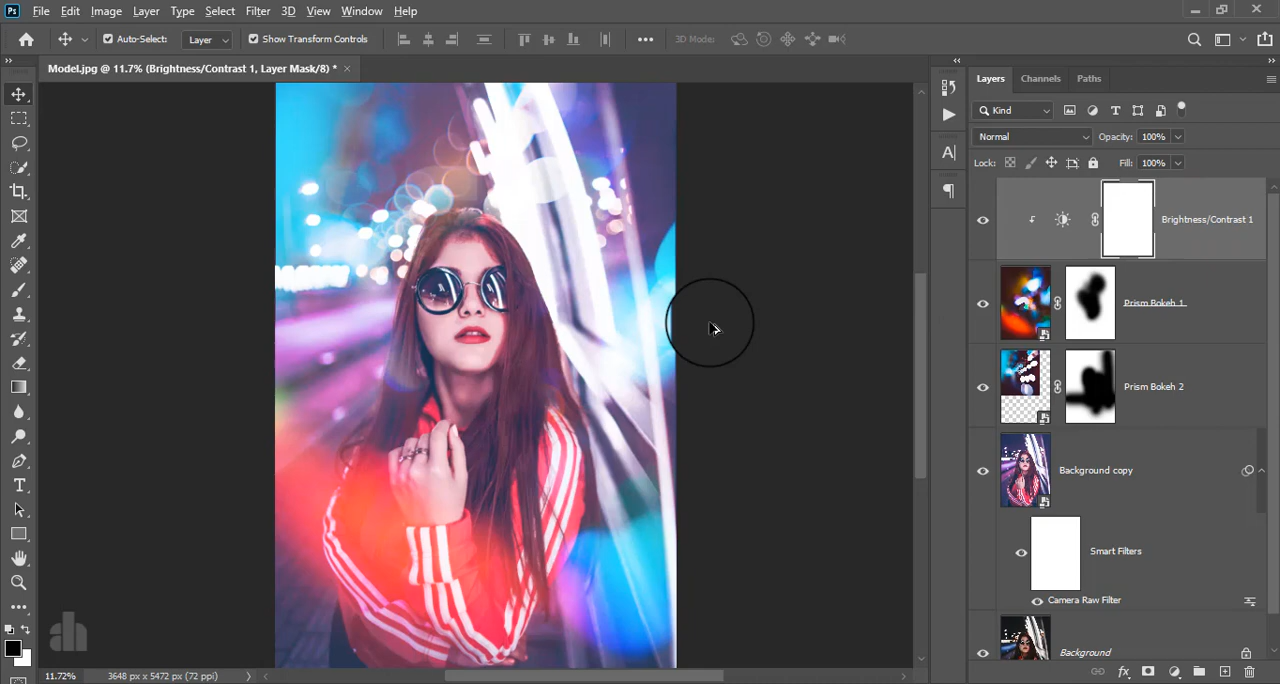 Ps File Edit Image Layer Type Select Filter 3D View Window Help
Auto-Select: Layer Show Transform Controls 3D Mode:
Model.jpg @ 11.7% (Brightness/Contrast 1, Layer Mask/8) * ×
Layers Channels Paths
Kind
Normal Opacity: 100%
Lock: Fill: 100%
Brightness/Contrast 1
Prism Bokeh 1
Prism Bokeh 2
Background copy
Smart Filters
Camera Raw Filter
Background
ah
11.72% 3648 px x 5472 px (72 ppi)